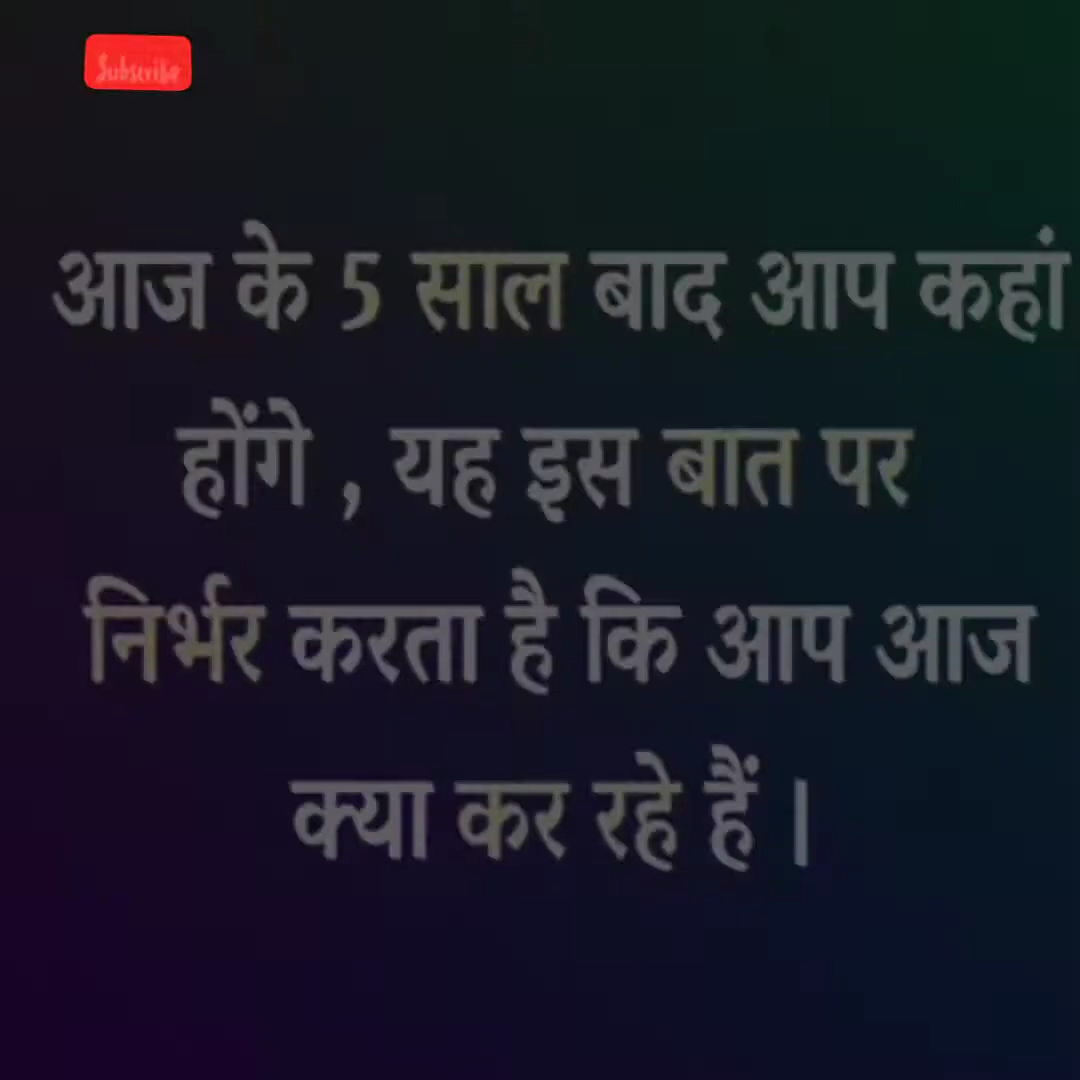 Subscribe
आज के 5 साल बाद आप कहां
होंगे , यह इस बात पर
निर्भर करता है कि आप आज
क्या कर रहे हैं ।